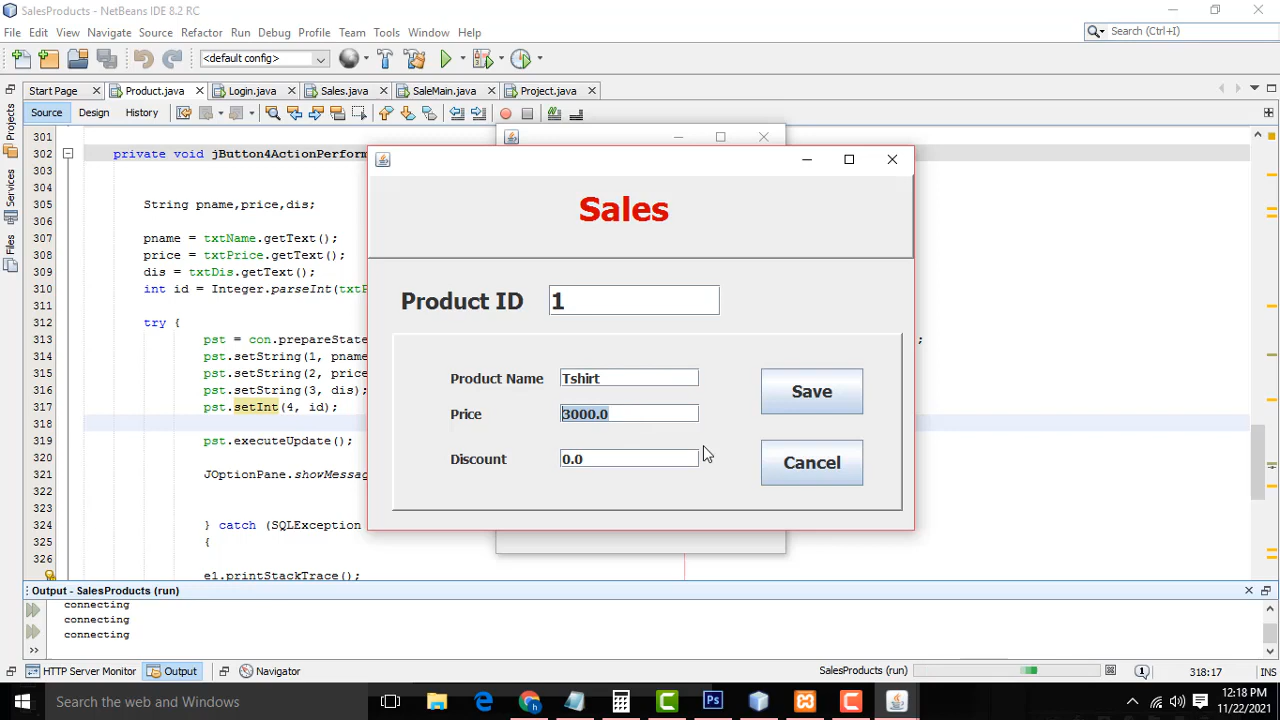 SalesProducts - NetBeans IDE 8.2 RC
File Edit View Navigate Source Refactor Run Debug Profile Team Tools Window Help
Search (Ctrl+I)
<default config>
Start Page Product.java Login.java Sales.java SaleMain.java Project.java
Source Design History
Projects
Services
Files
301
302 private void jButton4ActionPerform
303
304
305 String pname,price,dis;
306
307 pname = txtName.getText();
308 price = txtPrice.getText();
309 dis = txtDis.getText();
310 int id = Integer.parseInt(txtP
311
312 try {
313 pst = con.prepareState
314 pst.setString(1, pname
315 pst.setString(2, price
316 pst.setString(3, dis);
317 pst.setInt(4, id);
318
319 pst.executeUpdate();
320
321 JOptionPane.showMessag
322
323
324 } catch (SQLException
325 {
326 e1.printStackTrace();
Sales
Product ID 1
Product Name Tshirt
Price 3000.0
Discount 0.0
Save
Cancel
Output - SalesProducts (run)
connecting
connecting
connecting
HTTP Server Monitor Output Navigator
SalesProducts (run) 318:17 INS
Search the web and Windows
12:18 PM
11/22/2021